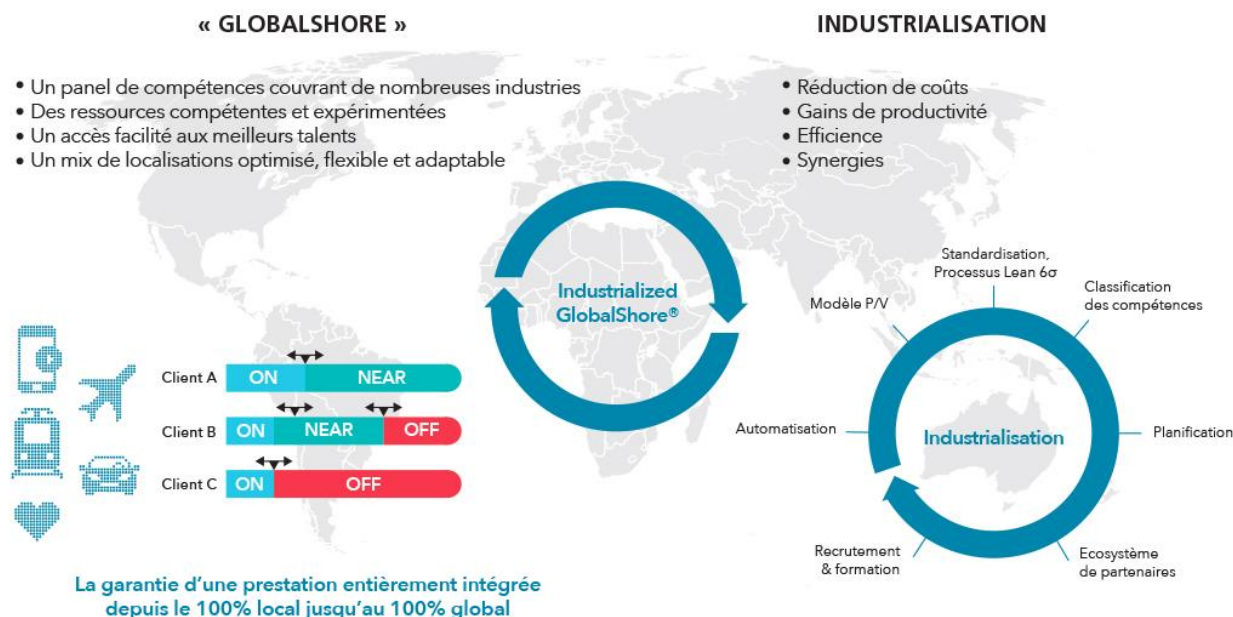 « GLOBALSHORE »
• Un panel de compétences couvrant de nombreuses industries
• Des ressources compétentes et expérimentées
• Un accès facilité aux meilleurs talents
• Un mix de localisations optimisé, flexible et adaptable
INDUSTRIALISATION
• Réduction de coûts
• Gains de productivité
• Efficience
• Synergies
Industrialized
GlobalShore®
Client A ON NEAR
Client B ON NEAR OFF
Client C ON OFF
La garantie d’une prestation entièrement intégrée
depuis le 100% local jusqu’au 100% global
Standardisation,
Processus Lean 6σ
Classification
des compétences
Modèle P/V
Automatisation
Industrialisation
Planification
Recrutement
& formation
Ecosystème
de partenaires